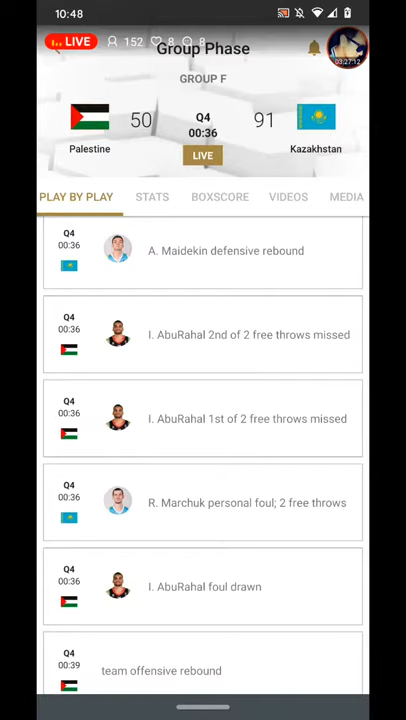 10:48
LIVE 152 8 8
Group Phase
03:27:12
GROUP F
50 Q4 91
00:36
Palestine LIVE Kazakhstan
PLAY BY PLAY STATS BOXSCORE VIDEOS MEDIA
Q4
00:36
A. Maidekin defensive rebound
Q4
00:36
I. AbuRahal 2nd of 2 free throws missed
Q4
00:36
I. AbuRahal 1st of 2 free throws missed
Q4
00:36
R. Marchuk personal foul; 2 free throws
Q4
00:36
I. AbuRahal foul drawn
Q4
00:39
team offensive rebound